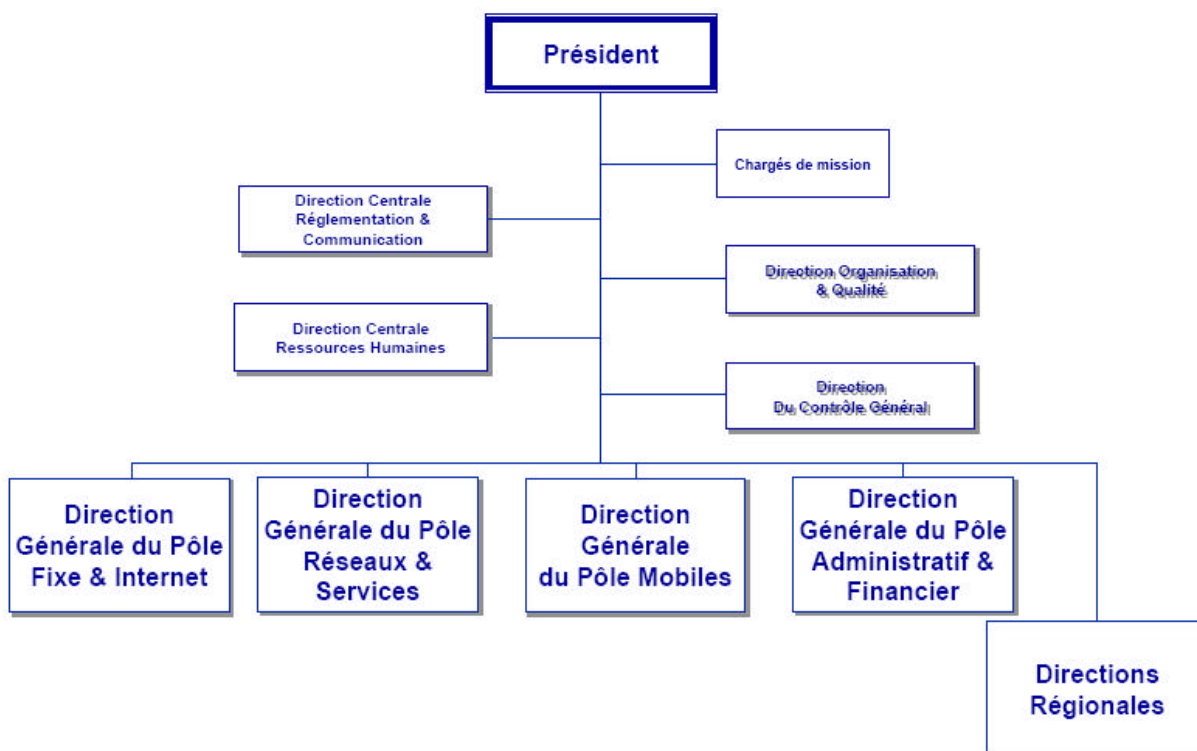 Président
Chargés de mission
Direction Centrale
Réglementation &
Communication
Direction Organisation
& Qualité
Direction Centrale
Ressources Humaines
Direction
Du Contrôle Général
Direction
Générale du Pôle
Fixe & Internet
Direction
Générale du Pôle
Réseaux &
Services
Direction
Générale
du Pôle Mobiles
Direction
Générale du Pôle
Administratif &
Financier
Directions
Régionales